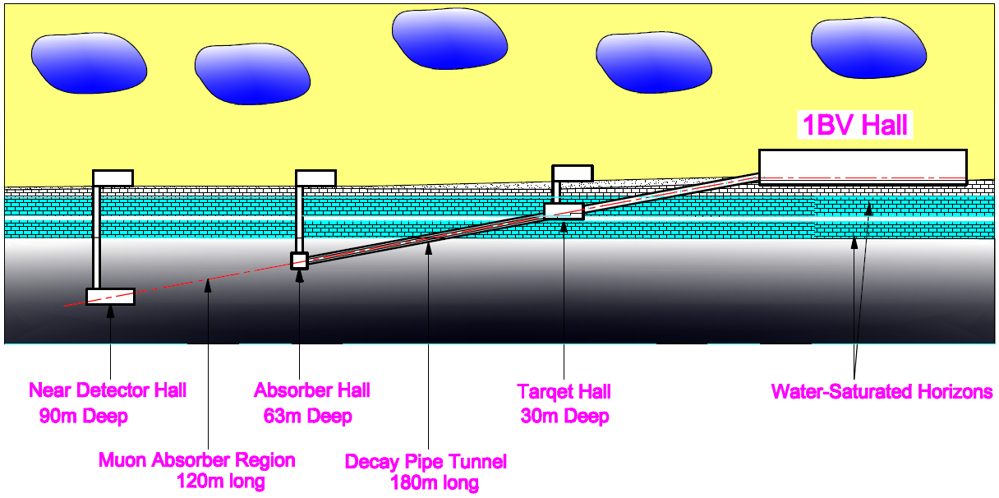 1BV Hall
Near Detector Hall
90m Deep
Absorber Hall
63m Deep
Tarqet Hall
30m Deep
Water-Saturated Horizons
Muon Absorber Region
120m long
Decay Pipe Tunnel
180m long